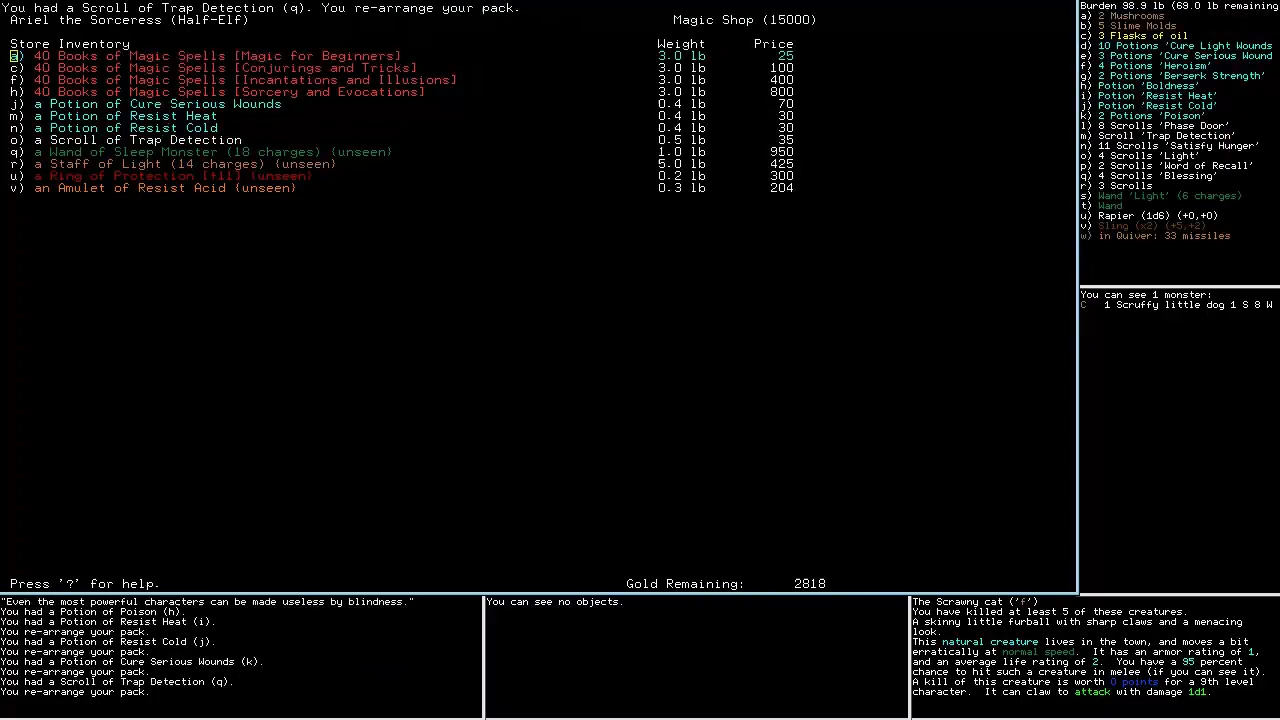 You had a Scroll of Trap Detection (q). You re-arrange your pack.
Ariel the Sorceress (Half-Elf) Magic Shop (15000)
Store Inventory Weight Price
a) 40 Books of Magic Spells [Magic for Beginners] 3.0 lb 25
c) 40 Books of Magic Spells [Conjurings and Tricks] 3.0 lb 100
f) 40 Books of Magic Spells [Incantations and Illusions] 3.0 lb 400
h) 40 Books of Magic Spells [Sorcery and Evocations] 3.0 lb 800
j) a Potion of Cure Serious Wounds 0.4 lb 70
m) a Potion of Resist Heat 0.4 lb 30
n) a Potion of Resist Cold 0.4 lb 30
o) a Scroll of Trap Detection 0.5 lb 35
q) a Wand of Sleep Monster (18 charges) {unseen} 1.0 lb 950
r) a Staff of Light (14 charges) {unseen} 5.0 lb 425
u) a Ring of Protection [+11] {unseen} 0.2 lb 300
v) an Amulet of Resist Acid {unseen} 0.3 lb 204
Press '?' for help. Gold Remaining: 2818
Burden 98.9 lb (69.0 lb remaining
a) 2 Mushrooms
b) 5 Slime Molds
c) 3 Flasks of oil
d) 10 Potions 'Cure Light Wounds
e) 3 Potions 'Cure Serious Wound
f) 4 Potions 'Heroism'
g) 2 Potions 'Berserk Strength'
h) Potion 'Boldness'
i) Potion 'Resist Heat'
j) Potion 'Resist Cold'
k) 2 Potions 'Poison'
l) 8 Scrolls 'Phase Door'
m) Scroll 'Trap Detection'
n) 11 Scrolls 'Satisfy Hunger'
o) 4 Scrolls 'Light'
p) 2 Scrolls 'Word of Recall'
q) 4 Scrolls 'Blessing'
r) 3 Scrolls
s) Wand 'Light' (6 charges)
t) Wand
u) Rapier (1d6) (+0,+0)
v) Sling (x2) (+5,+2)
w) in Quiver: 33 missiles
You can see 1 monster:
C 1 Scruffy little dog 1 S 8 W
"Even the most powerful characters can be made useless by blindness."
You had a Potion of Poison (h).
You had a Potion of Resist Heat (i).
You re-arrange your pack.
You had a Potion of Resist Cold (j).
You re-arrange your pack.
You had a Potion of Cure Serious Wounds (k).
You re-arrange your pack.
You had a Scroll of Trap Detection (q).
You re-arrange your pack.
You can see no objects.
The Scrawny cat ('f')
You have killed at least 5 of these creatures.
A skinny little furball with sharp claws and a menacing
look.
This natural creature lives in the town, and moves a bit
erratically at normal speed. It has an armor rating of 1,
and an average life rating of 2. You have a 95 percent
chance to hit such a creature in melee (if you can see it).
A kill of this creature is worth 0 points for a 9th level
character. It can claw to attack with damage 1d1.